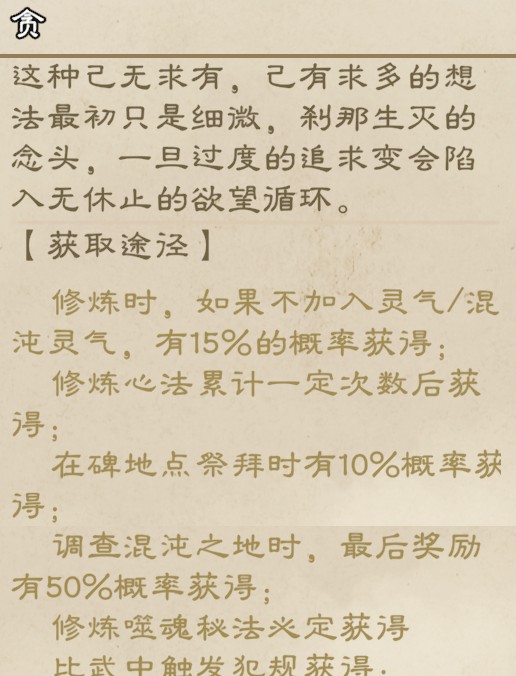 贪
这种己无求有，己有求多的想
法最初只是细微，刹那生灭的
念头，一旦过度的追求变会陷
入无休止的欲望循环。
【获取途径】
修炼时，如果不加入灵气/混
沌灵气，有15%的概率获得；
修炼心法累计一定次数后获
得；
在碑地点祭拜时有10%概率获
得；
调查混沌之地时，最后奖励
有50%概率获得；
修炼噬魂秘法必定获得
比武中触发犯规获得；